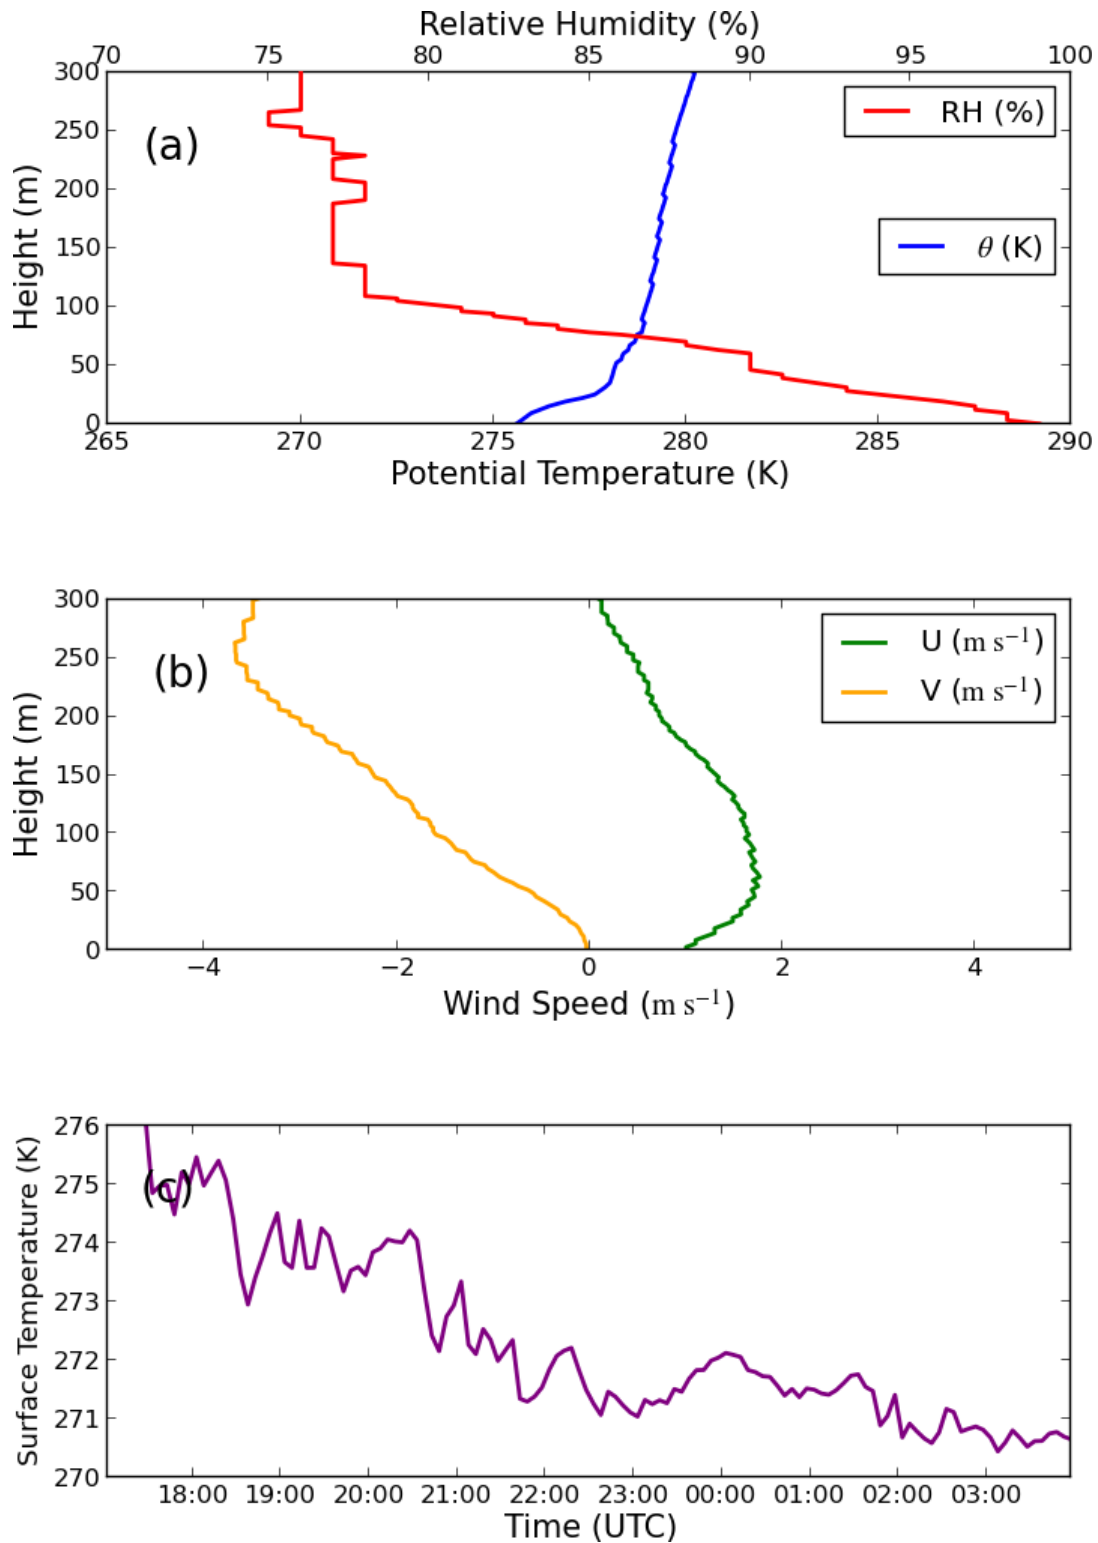 Relative Humidity (%)
70 75 80 85 90 95 100
300
250
200
150
100
50
0
Height (m)
(a)
RH (%)
θ (K)
265 270 275 280 285 290
Potential Temperature (K)
300
250
200
150
100
50
0
Height (m)
(b)
U (m s⁻¹)
V (m s⁻¹)
−4 −2 0 2 4
Wind Speed (m s⁻¹)
276
275
274
273
272
271
270
Surface Temperature (K)
(c)
18:00 19:00 20:00 21:00 22:00 23:00 00:00 01:00 02:00 03:00
Time (UTC)